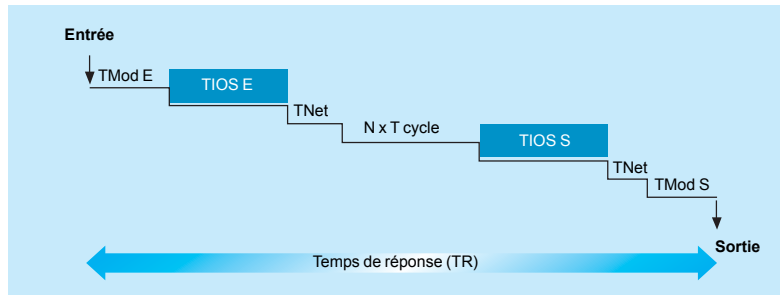 Entrée
TMod E
TIOS E
TNet
N x T cycle
TIOS S
TNet
TMod S
Sortie
Temps de réponse (TR)